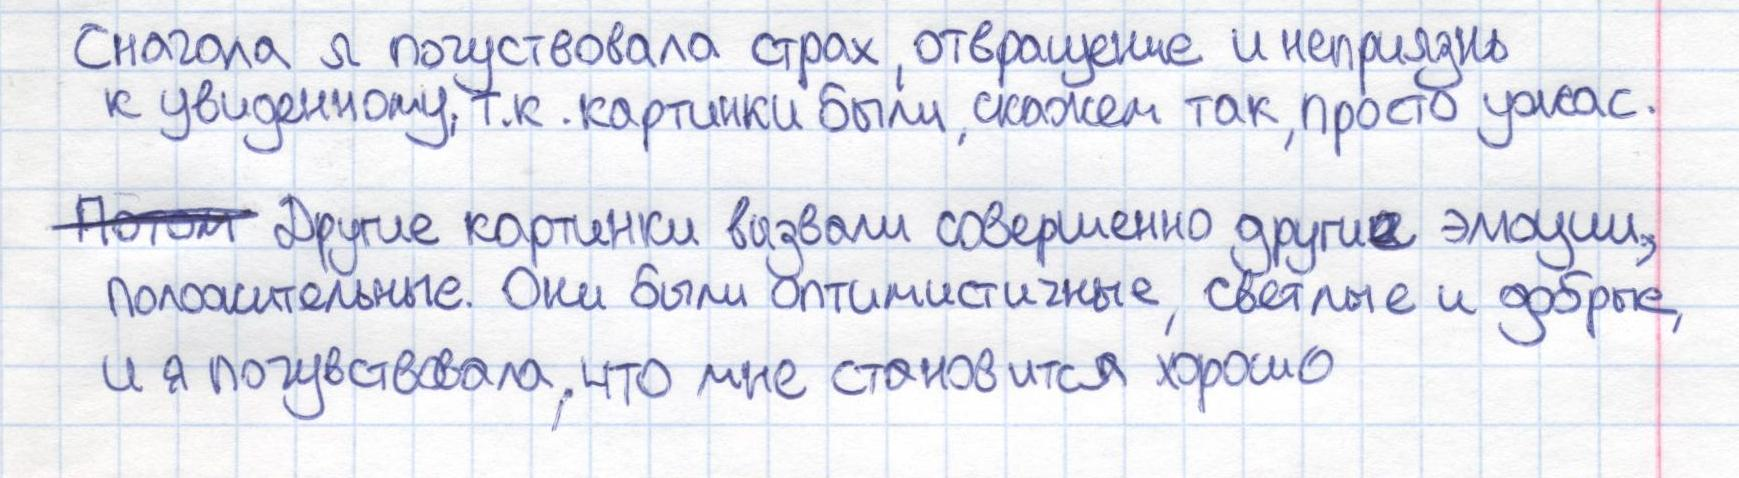 Сначала я почуствовала страх, отвращение и неприязнь
к увиденному, т.к. картинки были, скажем так, просто ужас.
Потом Другие картинки вызвали совершенно другие эмоции,
положительные. Они были оптимистичные, светлые и добрые,
и я почувствовала, что мне становится хорошо